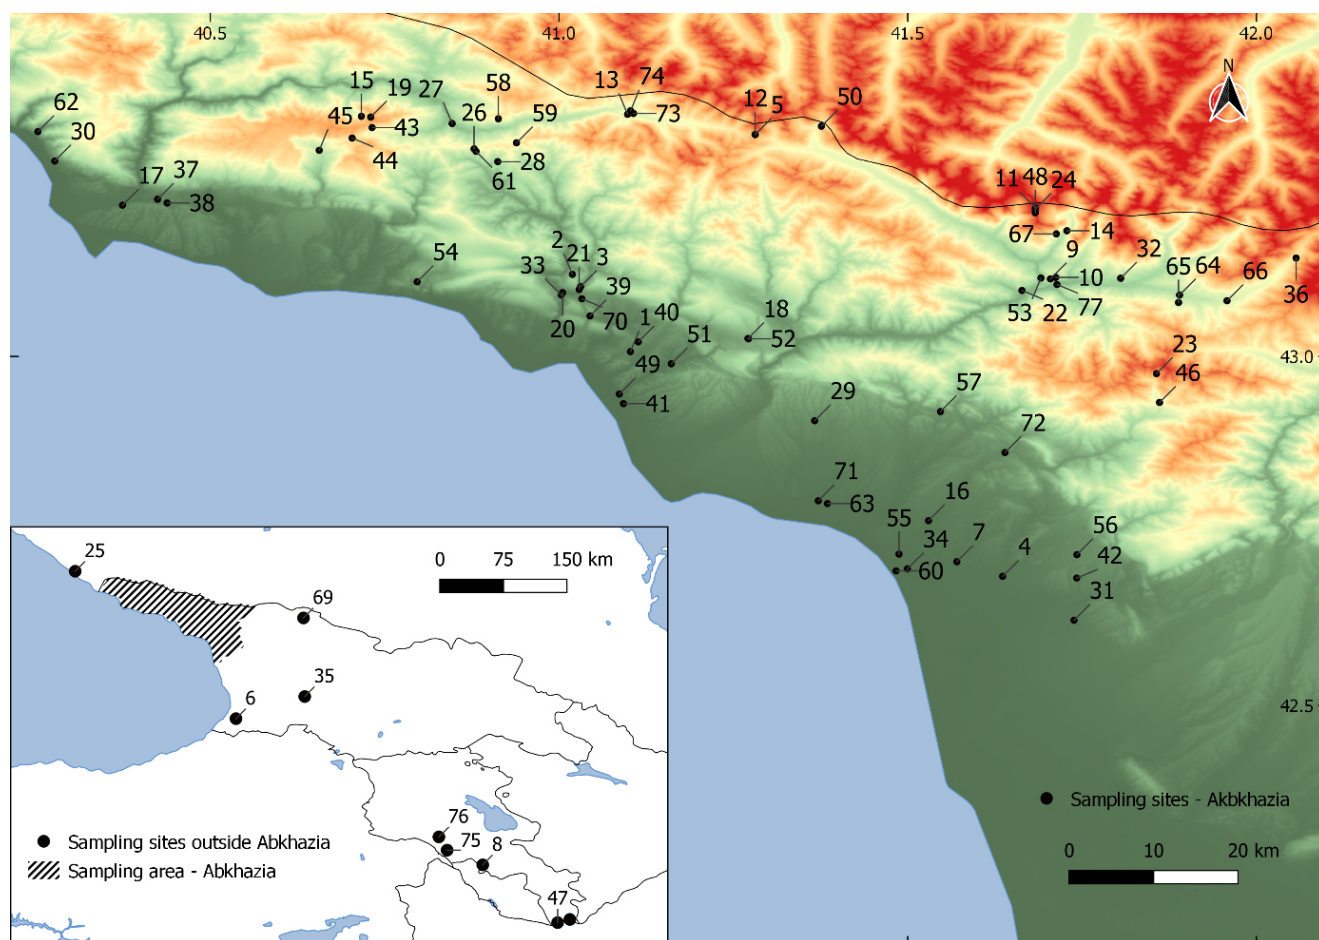 40.5 41.0 41.5 42.0
N
62 15 19 27 58 13 74 12 5 50
30 45 43 26 59 73
44 28
61
17 37 38
11 48 24
67 14
54 2 21 3 9 10 32 65 64 66
33 39 53 22 77 36
20 70
1 40 51 18
52
43.0
49 23
41 29 57 46
72
71 63 16
55 34 7 4 56
60 42
31
42.5
25
0 75 150 km
69
35
6
76
75 8
47
Sampling sites outside Abkhazia
Sampling area - Abkhazia
Sampling sites - Akbkhazia
0 10 20 km